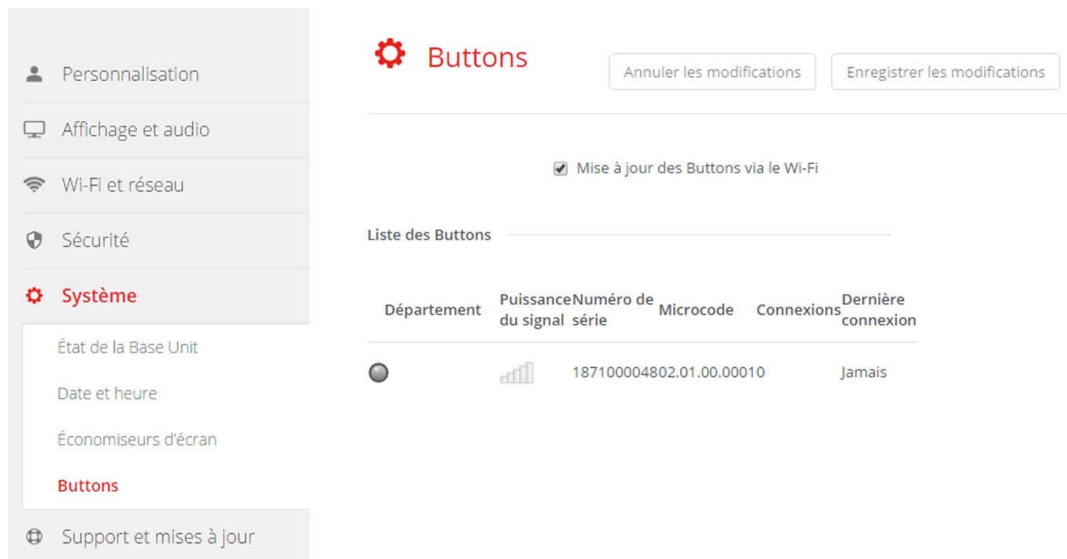 Personnalisation
Affichage et audio
Wi-Fi et réseau
Sécurité
Système
État de la Base Unit
Date et heure
Économiseurs d'écran
Buttons
Support et mises à jour
Buttons
Annuler les modifications
Enregistrer les modifications
Mise à jour des Buttons via le Wi-Fi
Liste des Buttons
Département
Puissance du signal
Numéro de série
Microcode
Connexions
Dernière connexion
187100004802.01.00.00010
Jamais